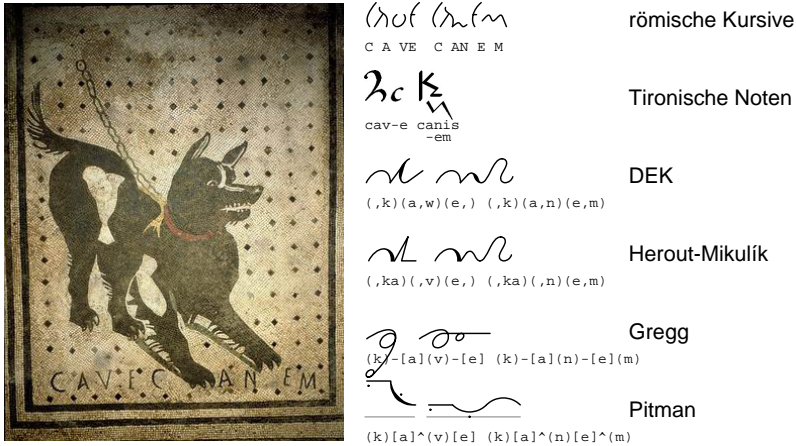 CAVE CANEM
römische Kursive
C A VE C AN E M
Tironische Noten
cav-e canis
-em
DEK
(,k)(a,w)(e,) (,k)(a,n)(e,m)
Herout-Mikulík
(,ka)(,v)(e,) (,ka)(,n)(e,m)
Gregg
(k)-[a](v)-[e] (k)-[a](n)-[e](m)
Pitman
(k)[a]^(v)[e] (k)[a]^(n)[e]^(m)